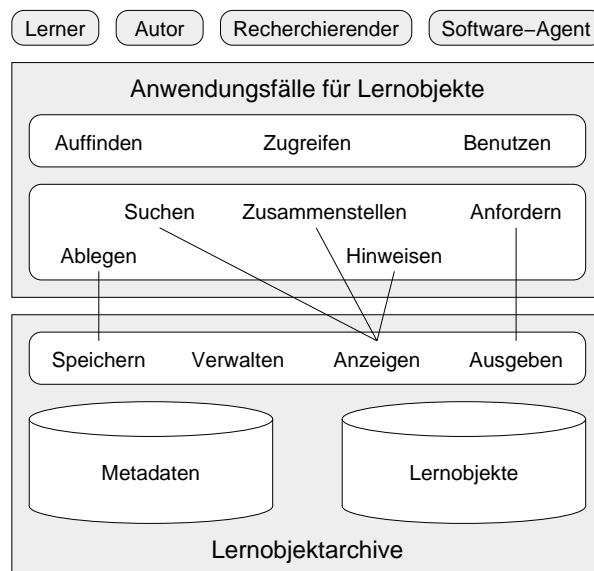 Lerner Autor Recherchierender Software–Agent
Anwendungsfälle für Lernobjekte
Auffinden Zugreifen Benutzen
Suchen Zusammenstellen Anfordern
Ablegen Hinweisen
Speichern Verwalten Anzeigen Ausgeben
Metadaten Lernobjekte
Lernobjektarchive